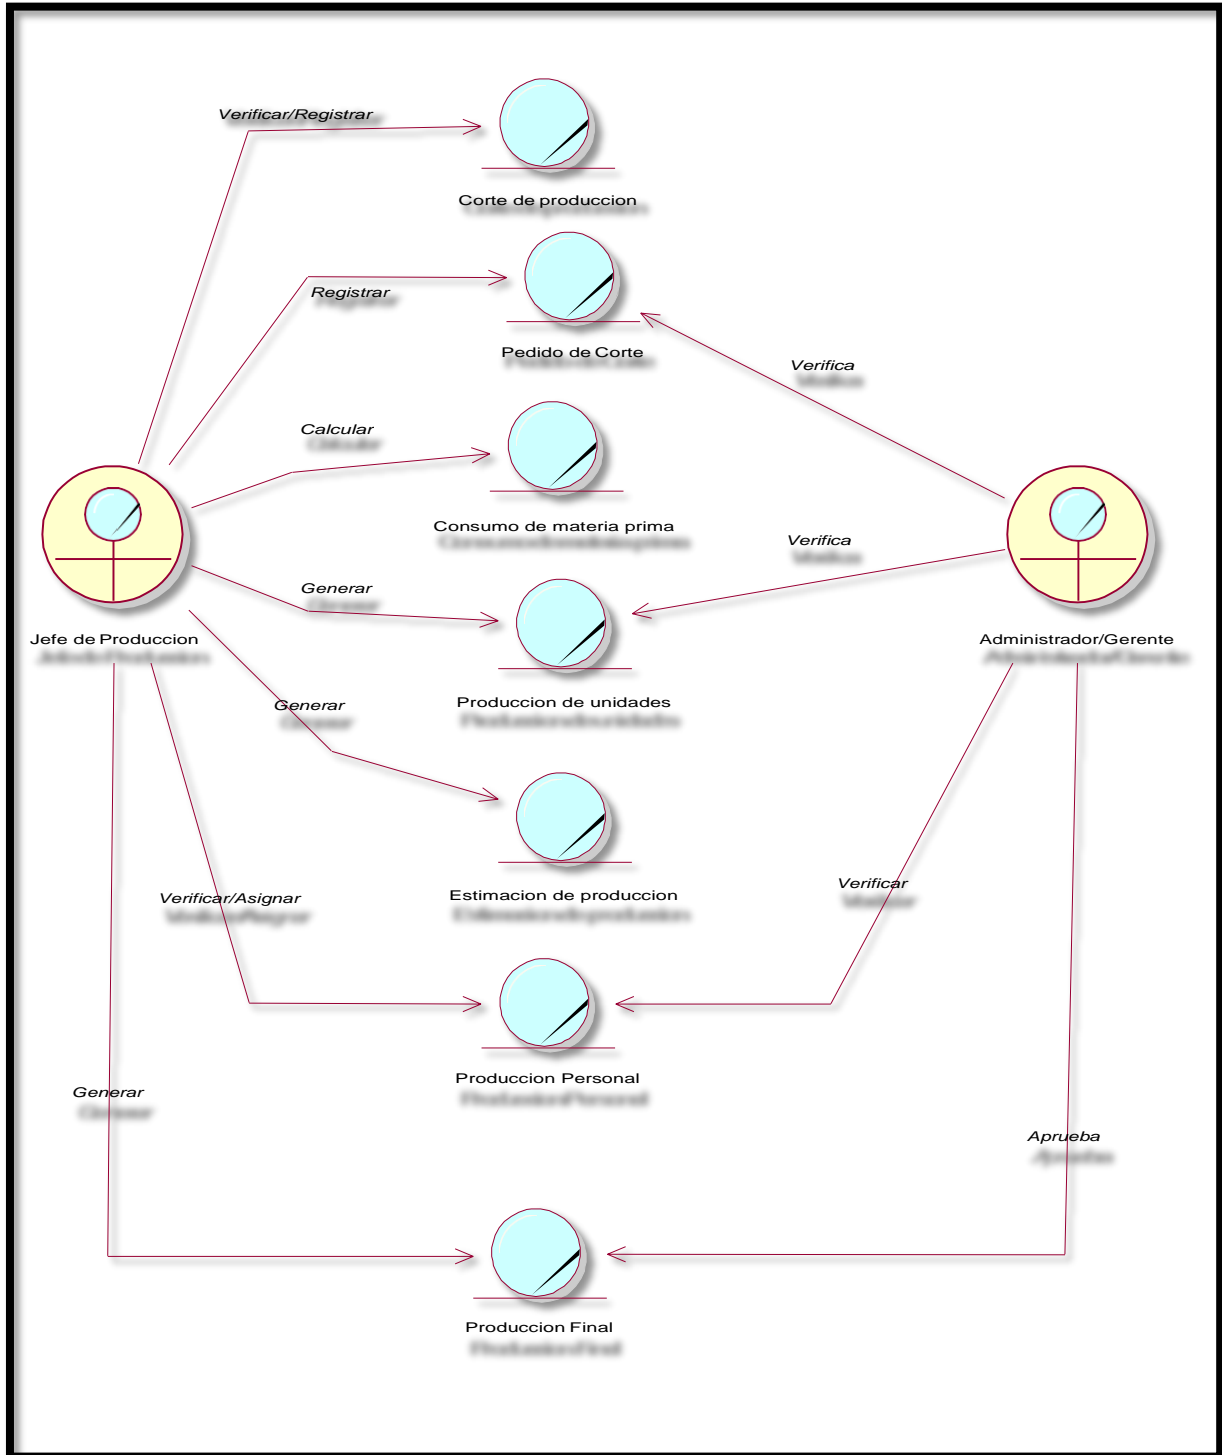 Verificar/Registrar
Corte de produccion
Registrar
Pedido de Corte
Verifica
Calcular
Consumo de materia prima
Verifica
Generar
Jefe de Produccion
Administrador/Gerente
Produccion de unidades
Generar
Estimacion de produccion
Verificar
Verificar/Asignar
Produccion Personal
Generar
Aprueba
Produccion Final